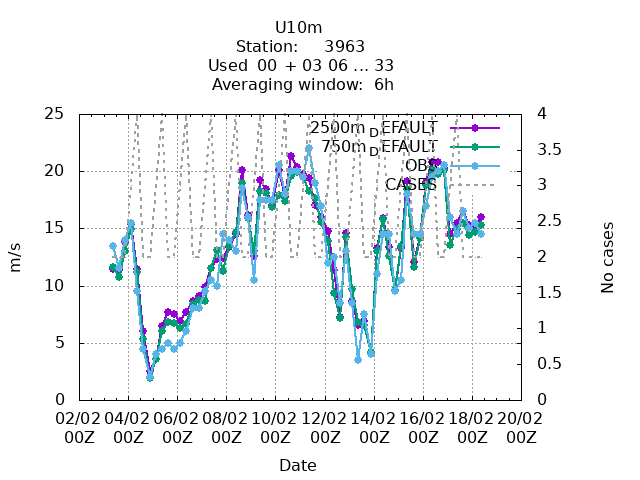 U10m
Station: 3963
Used 00 + 03 06 ... 33
Averaging window: 6h
25
20
15
10
5
0
m/s
4
3.5
3
2.5
2
1.5
1
0.5
0
No cases
2500m_DEFAULT
750m_DEFAULT
OBS
CASES
02/02 04/02 06/02 08/02 10/02 12/02 14/02 16/02 18/02 20/02
00Z 00Z 00Z 00Z 00Z 00Z 00Z 00Z 00Z 00Z
Date